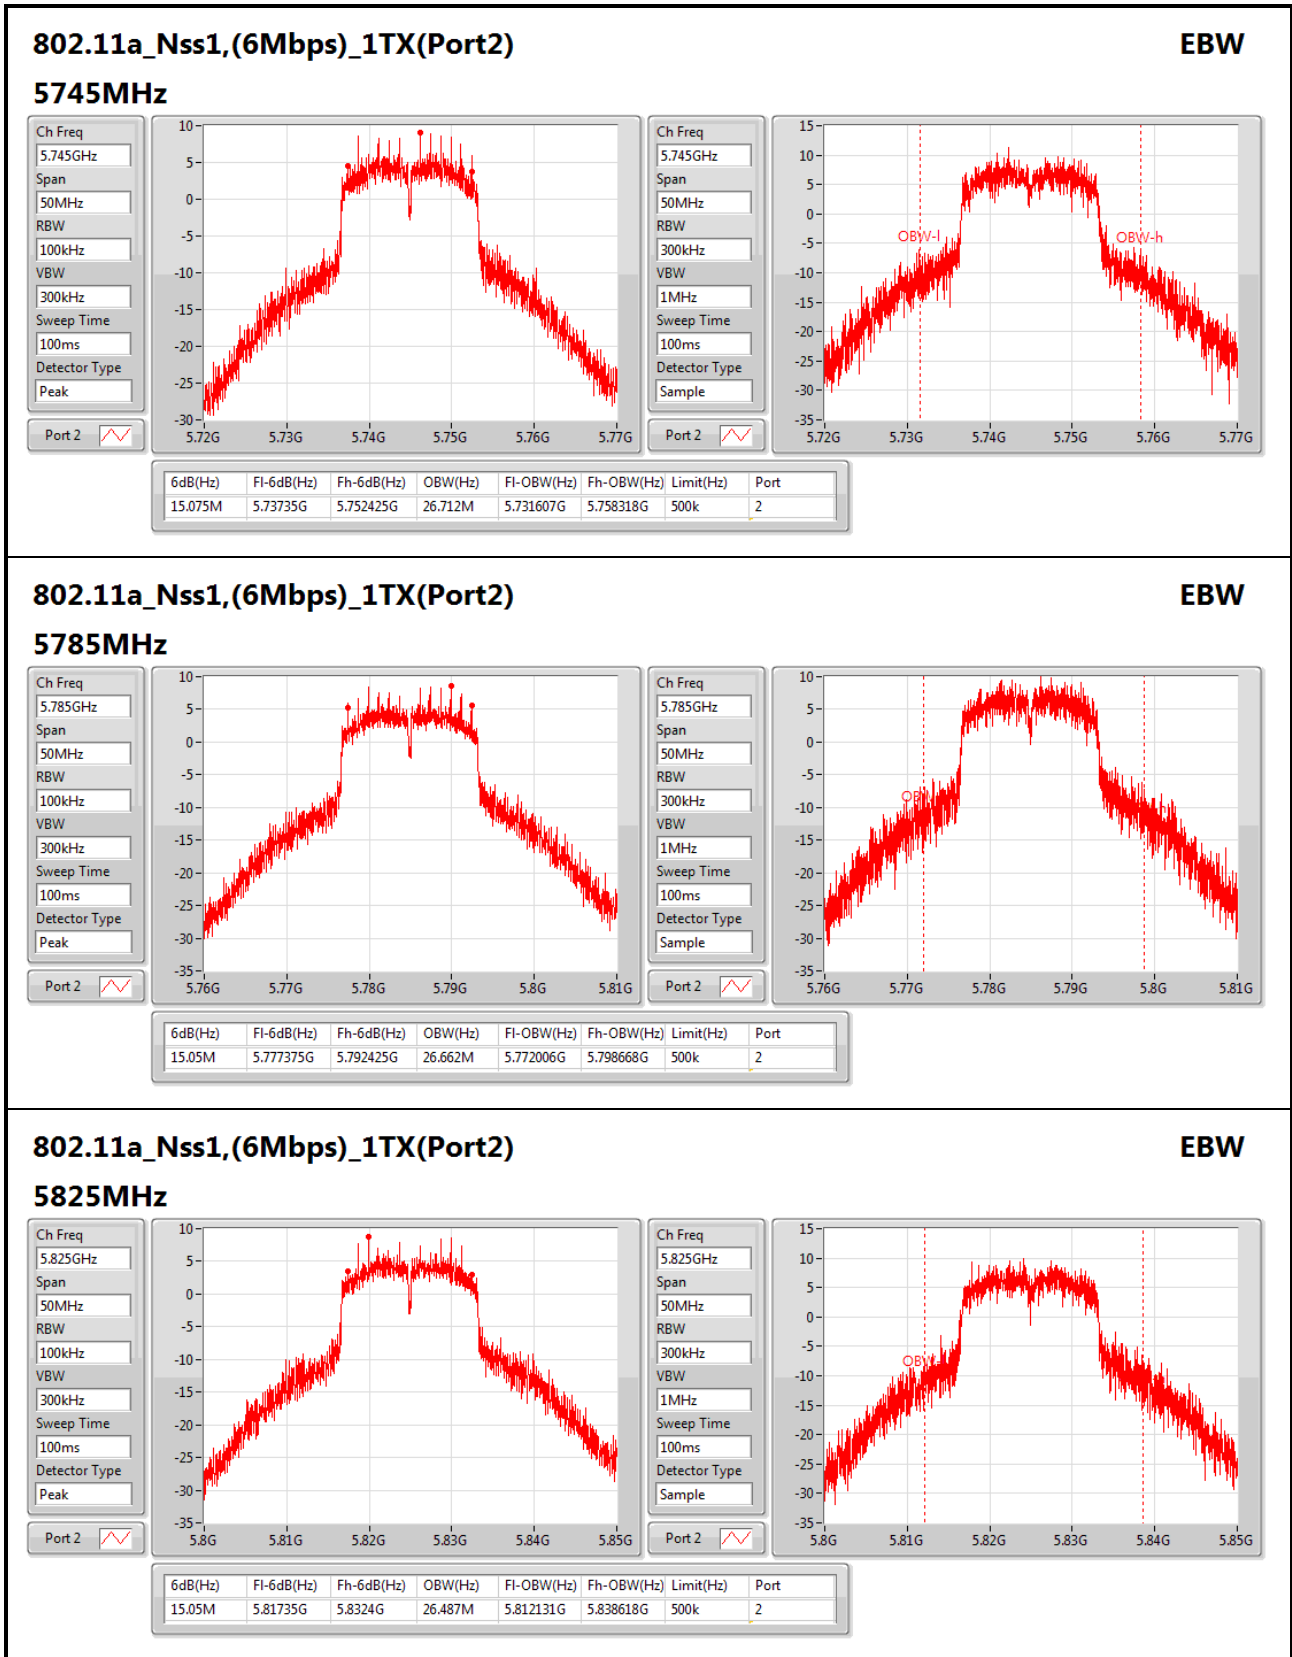 802.11a_Nss1,(6Mbps)_1TX(Port2) EBW
5745MHz
Ch Freq
5.745GHz
Span
50MHz
RBW
100kHz
VBW
300kHz
Sweep Time
100ms
Detector Type
Peak
Port 2
10
5
0
-5
-10
-15
-20
-25
-30
5.72G 5.73G 5.74G 5.75G 5.76G 5.77G
Ch Freq
5.745GHz
Span
50MHz
RBW
300kHz
VBW
1MHz
Sweep Time
100ms
Detector Type
Sample
Port 2
15
10
5
0
-5
-10
-15
-20
-25
-30
-35
OBW-l OBW-h
5.72G 5.73G 5.74G 5.75G 5.76G 5.77G
6dB(Hz) Fl-6dB(Hz) Fh-6dB(Hz) OBW(Hz) Fl-OBW(Hz) Fh-OBW(Hz) Limit(Hz) Port
15.075M 5.73735G 5.752425G 26.712M 5.731607G 5.758318G 500k 2
802.11a_Nss1,(6Mbps)_1TX(Port2) EBW
5785MHz
Ch Freq
5.785GHz
Span
50MHz
RBW
100kHz
VBW
300kHz
Sweep Time
100ms
Detector Type
Peak
Port 2
10
5
0
-5
-10
-15
-20
-25
-30
-35
5.76G 5.77G 5.78G 5.79G 5.8G 5.81G
Ch Freq
5.785GHz
Span
50MHz
RBW
300kHz
VBW
1MHz
Sweep Time
100ms
Detector Type
Sample
Port 2
10
5
0
-5
-10
-15
-20
-25
-30
-35
5.76G 5.77G 5.78G 5.79G 5.8G 5.81G
6dB(Hz) Fl-6dB(Hz) Fh-6dB(Hz) OBW(Hz) Fl-OBW(Hz) Fh-OBW(Hz) Limit(Hz) Port
15.05M 5.777375G 5.792425G 26.662M 5.772006G 5.798668G 500k 2
802.11a_Nss1,(6Mbps)_1TX(Port2) EBW
5825MHz
Ch Freq
5.825GHz
Span
50MHz
RBW
100kHz
VBW
300kHz
Sweep Time
100ms
Detector Type
Peak
Port 2
10
5
0
-5
-10
-15
-20
-25
-30
-35
5.8G 5.81G 5.82G 5.83G 5.84G 5.85G
Ch Freq
5.825GHz
Span
50MHz
RBW
300kHz
VBW
1MHz
Sweep Time
100ms
Detector Type
Sample
Port 2
15
10
5
0
-5
-10
-15
-20
-25
-30
-35
OBW
5.8G 5.81G 5.82G 5.83G 5.84G 5.85G
6dB(Hz) Fl-6dB(Hz) Fh-6dB(Hz) OBW(Hz) Fl-OBW(Hz) Fh-OBW(Hz) Limit(Hz) Port
15.05M 5.81735G 5.8324G 26.487M 5.812131G 5.838618G 500k 2